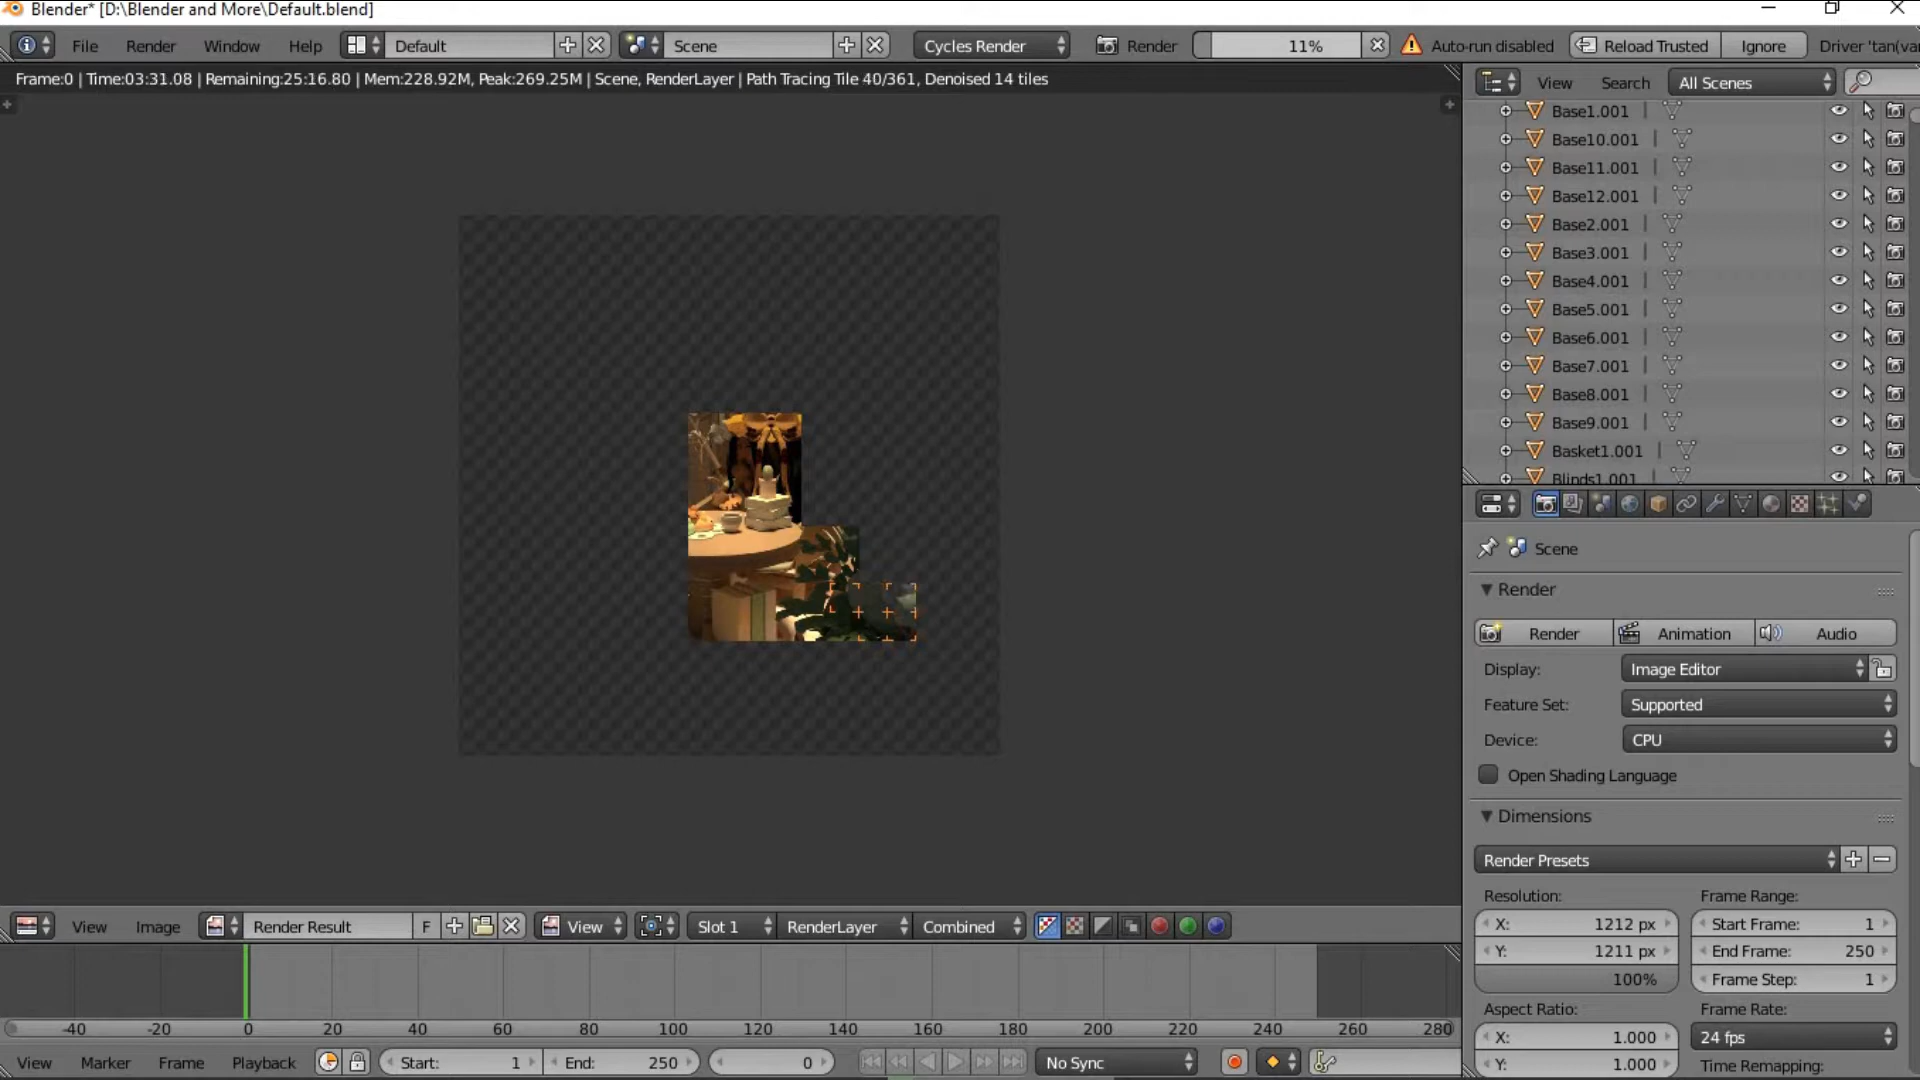 Blender* [D:\Blender and More\Default.blend]
File Render Window Help Default Scene Cycles Render Render 11% Auto-run disabled Reload Trusted Ignore Driver 'tan(va
Frame:0 | Time:03:31.08 | Remaining:25:16.80 | Mem:228.92M, Peak:269.25M | Scene, RenderLayer | Path Tracing Tile 40/361, Denoised 14 tiles
View Search All Scenes
Base1.001
Base10.001
Base11.001
Base12.001
Base2.001
Base3.001
Base4.001
Base5.001
Base6.001
Base7.001
Base8.001
Base9.001
Basket1.001
Blinds1.001
Scene
Render
Render Animation Audio
Display: Image Editor
Feature Set: Supported
Device: CPU
Open Shading Language
Dimensions
Render Presets
Resolution: Frame Range:
X: 1212 px Start Frame: 1
Y: 1211 px End Frame: 250
100% Frame Step: 1
Aspect Ratio: Frame Rate:
X: 1.000 24 fps
Y: 1.000 Time Remapping:
View Image Render Result F View Slot 1 RenderLayer Combined
-40 -20 0 20 40 60 80 100 120 140 160 180 200 220 240 260 280
View Marker Frame Playback Start: 1 End: 250 0 No Sync